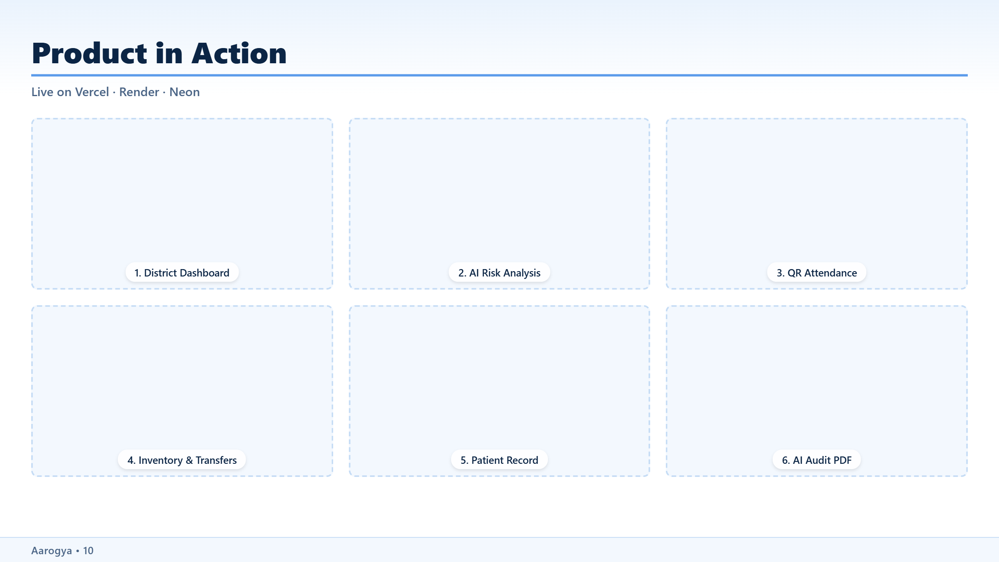 Product in Action
Live on Vercel · Render · Neon
1. District Dashboard
2. AI Risk Analysis
3. QR Attendance
4. Inventory & Transfers
5. Patient Record
6. AI Audit PDF
Aarogya • 10